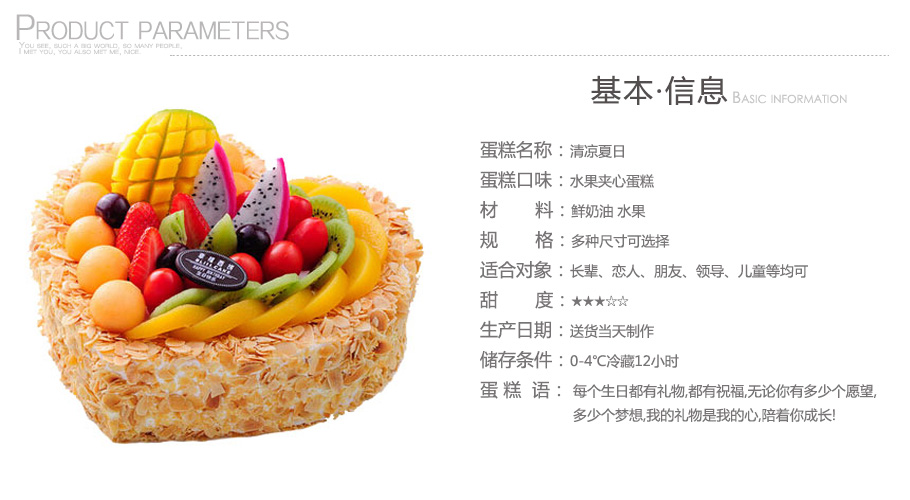 PRODUCT PARAMETERS
YOU SEE, SUCH A BIG WORLD, SO MANY PEOPLE,
I MET YOU, YOU ALSO MET ME, NICE.
基本·信息 BASIC INFORMATION
蛋糕名称：清凉夏日
蛋糕口味：水果夹心蛋糕
材 料：鲜奶油 水果
规 格：多种尺寸可选择
适合对象：长辈、恋人、朋友、领导、儿童等均可
甜 度：★★★☆☆
生产日期：送货当天制作
储存条件：0-4℃冷藏12小时
蛋 糕 语：每个生日都有礼物,都有祝福,无论你有多少个愿望,
多少个梦想,我的礼物是我的心,陪着你成长!
HAPPY BIRTHDAY
生日快乐